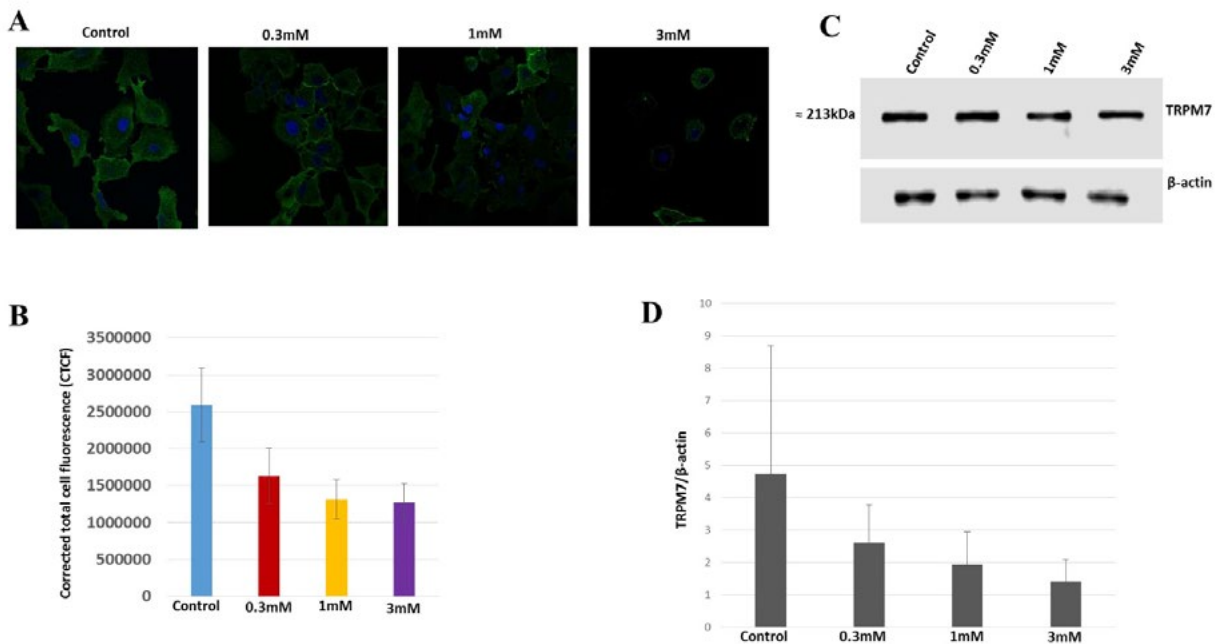 A
Control
0.3mM
1mM
3mM
C
Control
0.3mM
1mM
3mM
≈ 213kDa
TRPM7
β-actin
B
Corrected total cell fluorescence (CTCF)
3500000
3000000
2500000
2000000
1500000
1000000
500000
0
Control
0.3mM
1mM
3mM
D
TRPM7/β-actin
10
9
8
7
6
5
4
3
2
1
0
Control
0.3mM
1mM
3mM